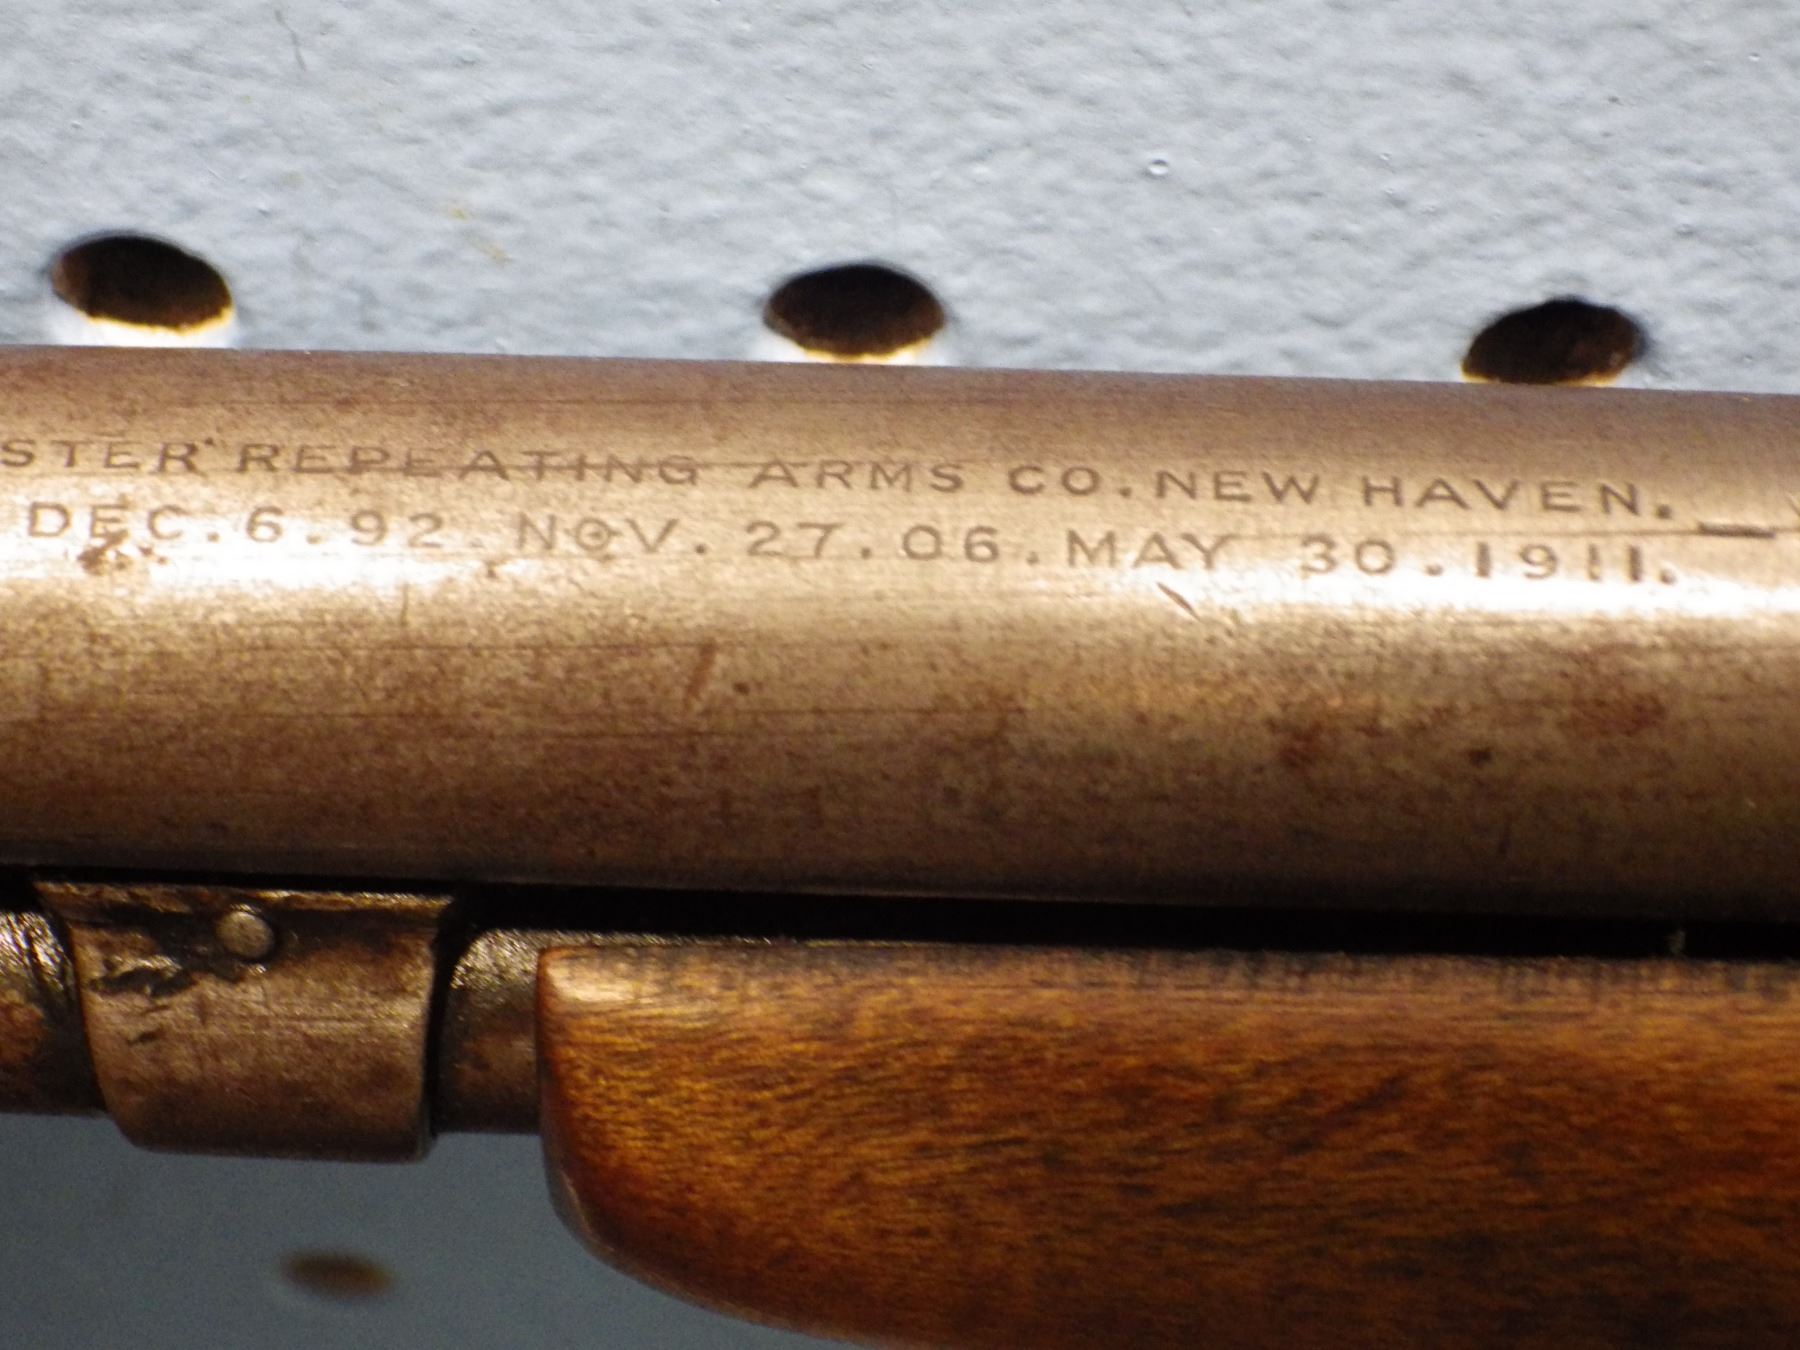 STER REPEATING ARMS CO. NEW HAVEN.
DEC. 6. 92. NOV. 27. 06. MAY 30. 1911.